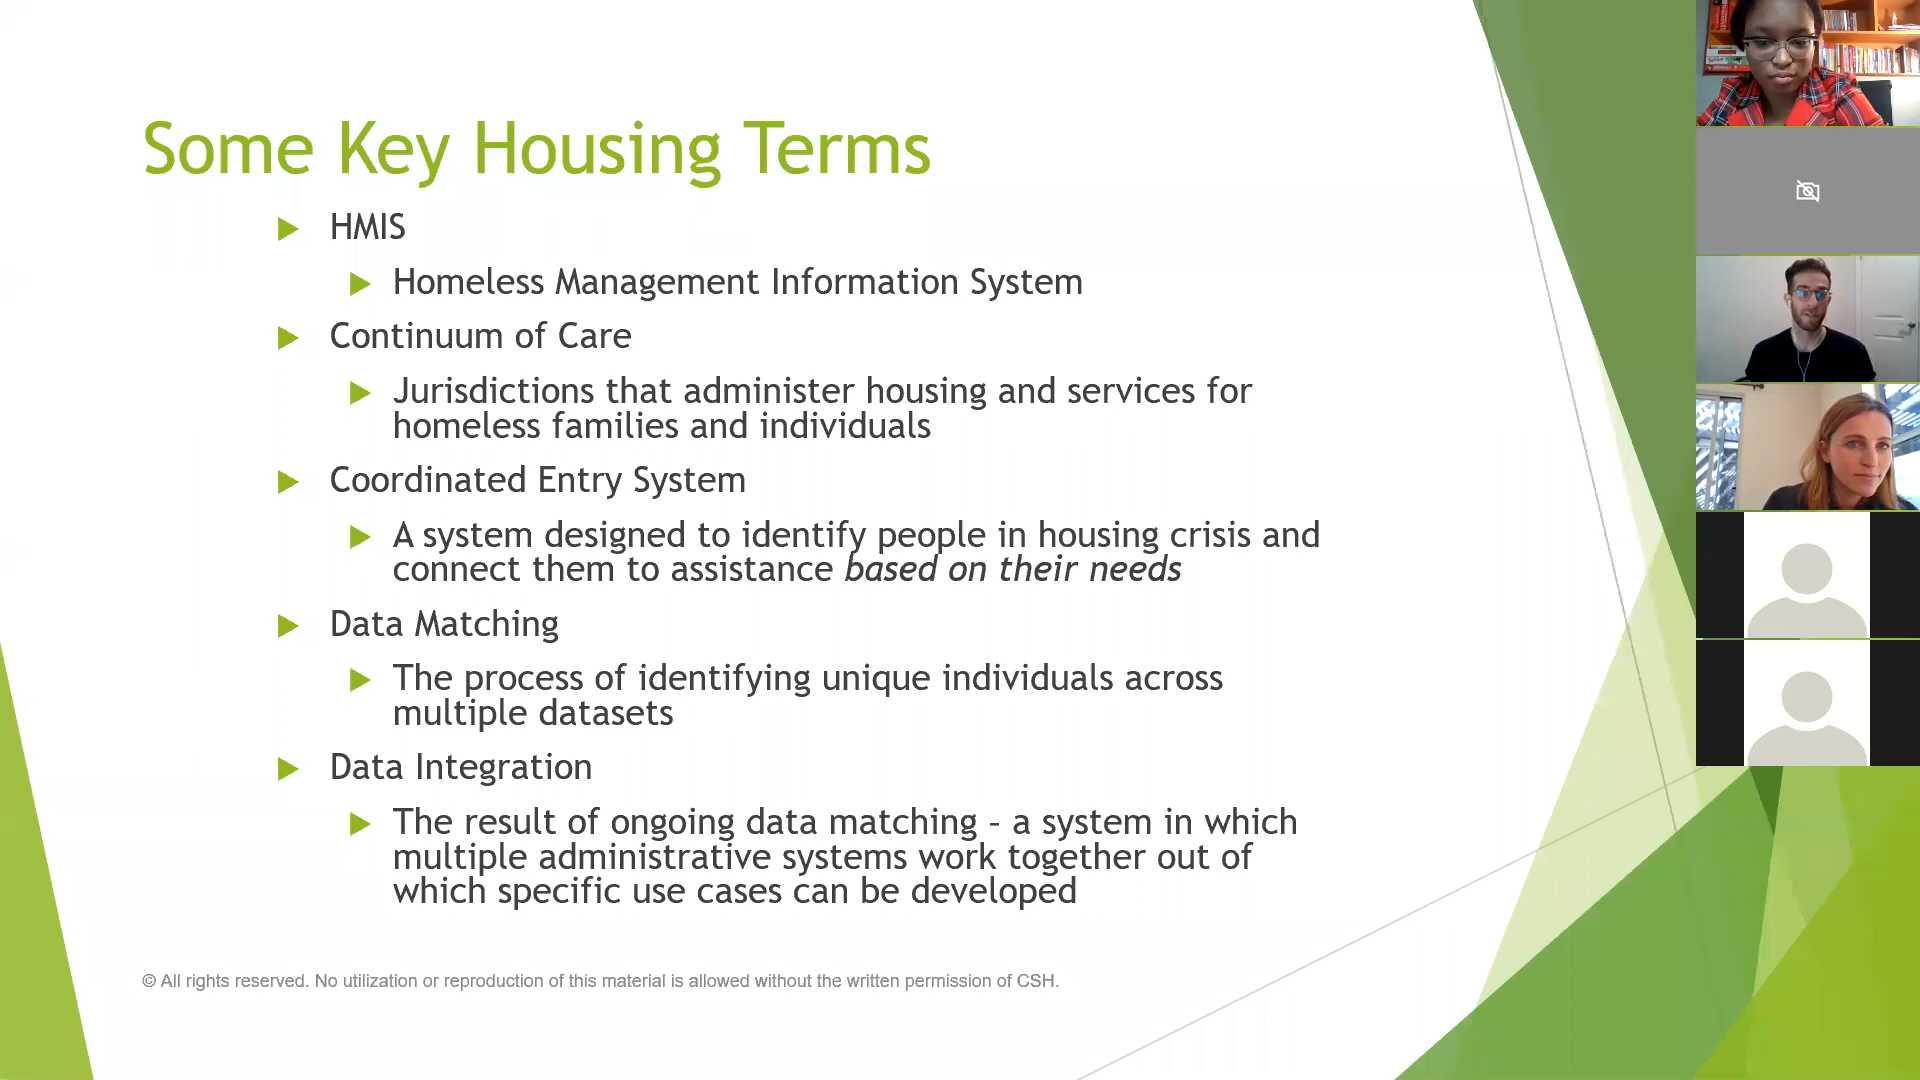 Some Key Housing Terms
HMIS
Homeless Management Information System
Continuum of Care
Jurisdictions that administer housing and services for
homeless families and individuals
Coordinated Entry System
A system designed to identify people in housing crisis and
connect them to assistance based on their needs
Data Matching
The process of identifying unique individuals across
multiple datasets
Data Integration
The result of ongoing data matching – a system in which
multiple administrative systems work together out of
which specific use cases can be developed
© All rights reserved. No utilization or reproduction of this material is allowed without the written permission of CSH.